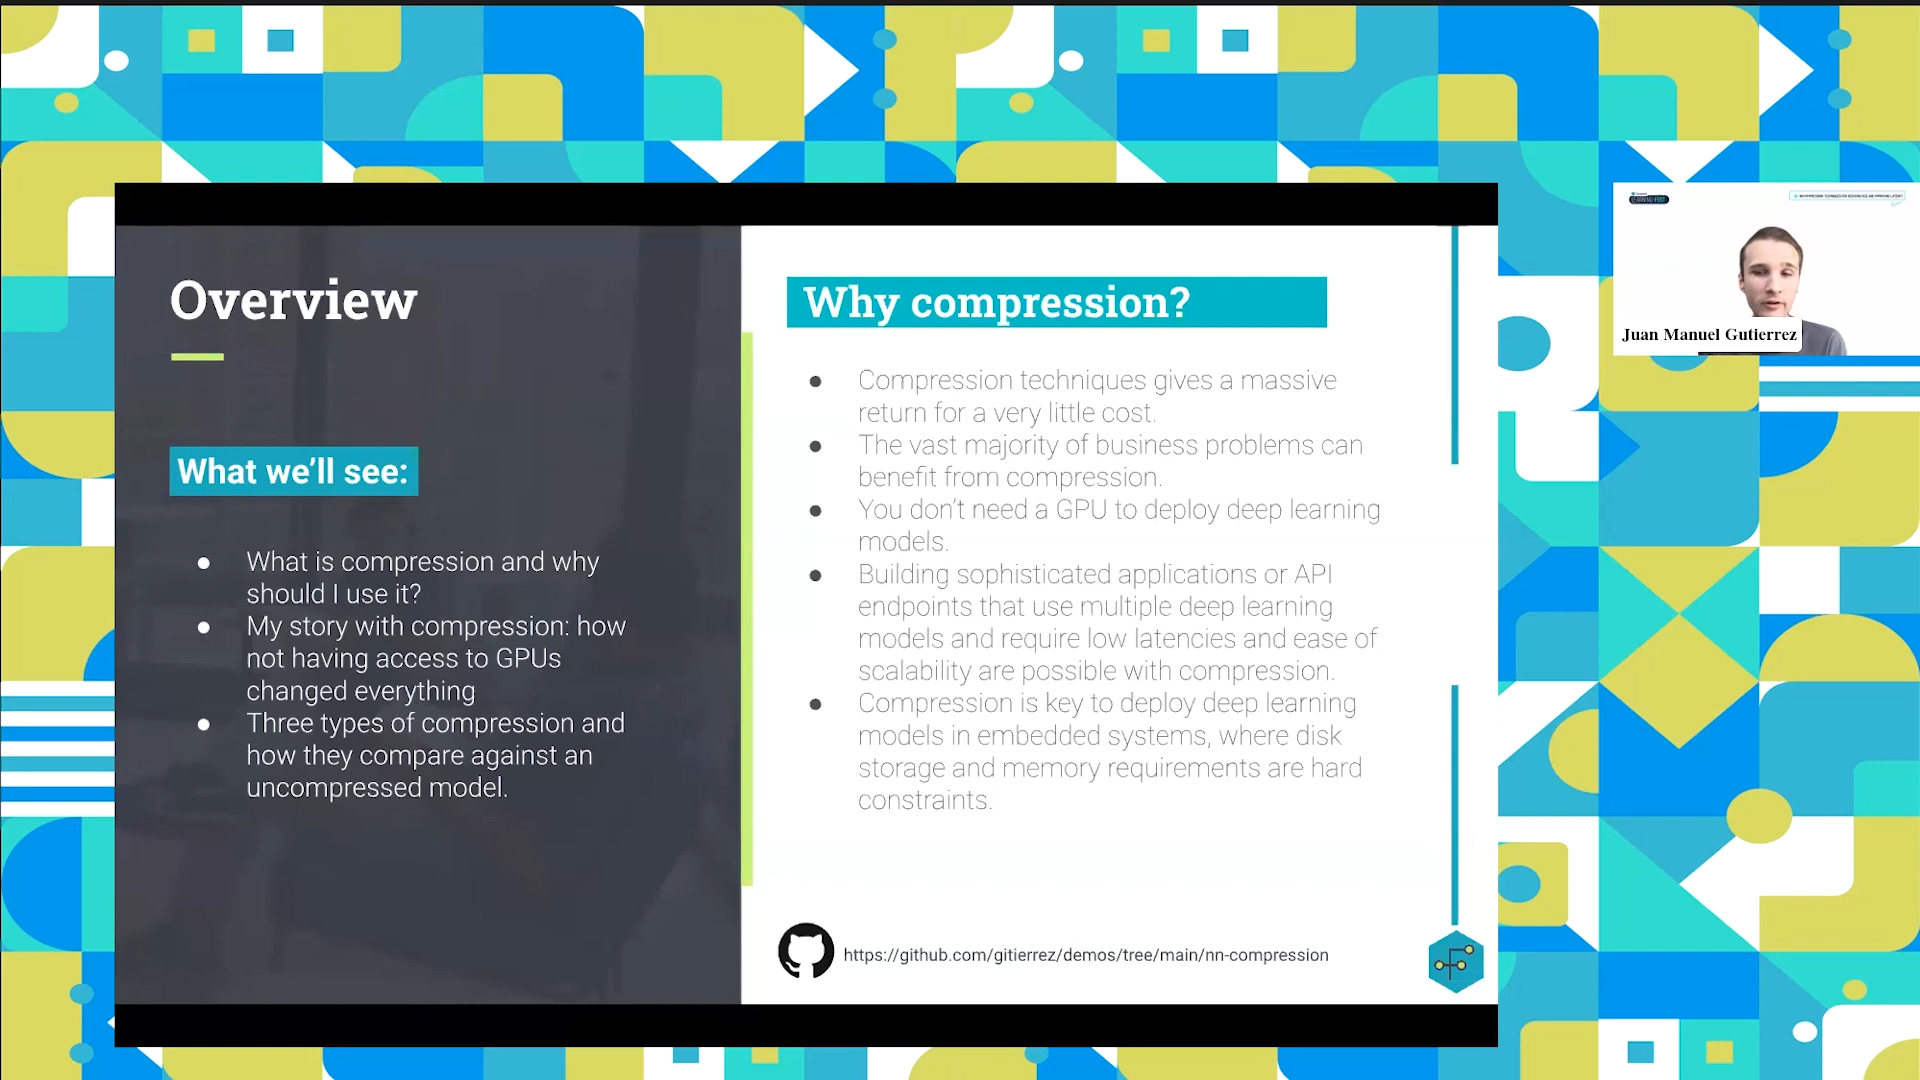 Overview
What we'll see:
What is compression and why
should I use it?
My story with compression: how
not having access to GPUs
changed everything
Three types of compression and
how they compare against an
uncompressed model.
Why compression?
Compression techniques gives a massive
return for a very little cost.
The vast majority of business problems can
benefit from compression.
You don't need a GPU to deploy deep learning
models.
Building sophisticated applications or API
endpoints that use multiple deep learning
models and require low latencies and ease of
scalability are possible with compression.
Compression is key to deploy deep learning
models in embedded systems, where disk
storage and memory requirements are hard
constraints.
https://github.com/gitierrez/demos/tree/main/nn-compression
Juan Manuel Gutierrez